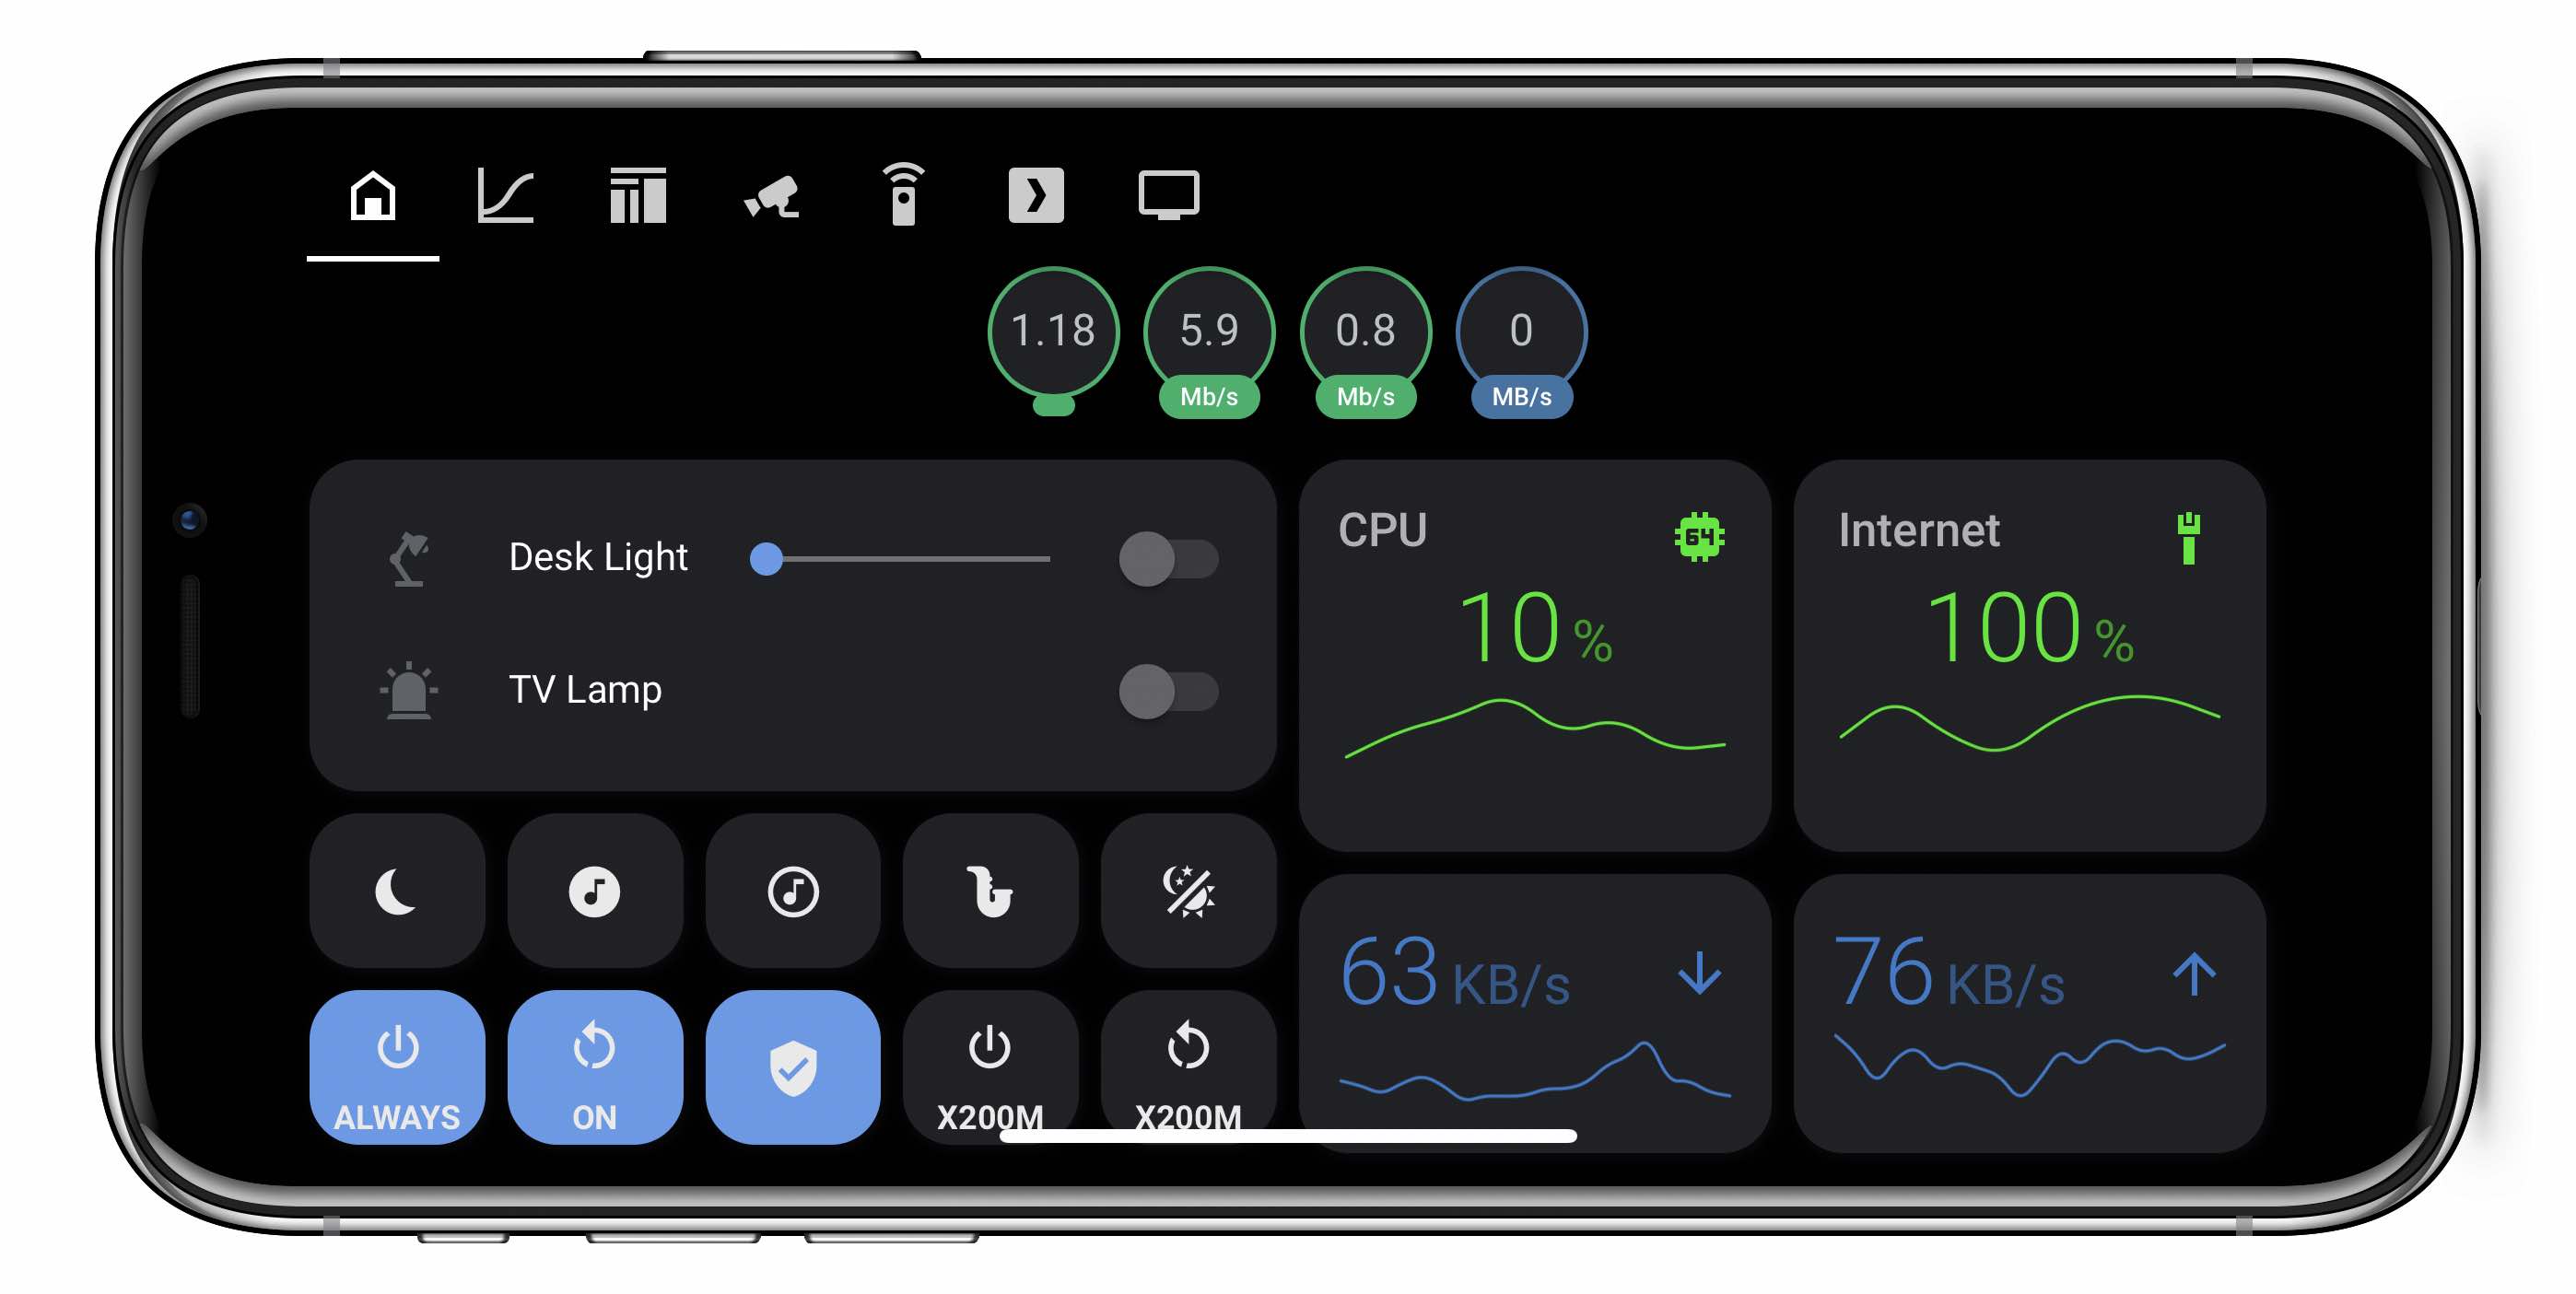 1.18
5.9
0.8
0
Mb/s
Mb/s
MB/s
Desk Light
TV Lamp
CPU
64
10 %
Internet
100 %
ALWAYS
ON
X200M
X200M
63 KB/s
76 KB/s